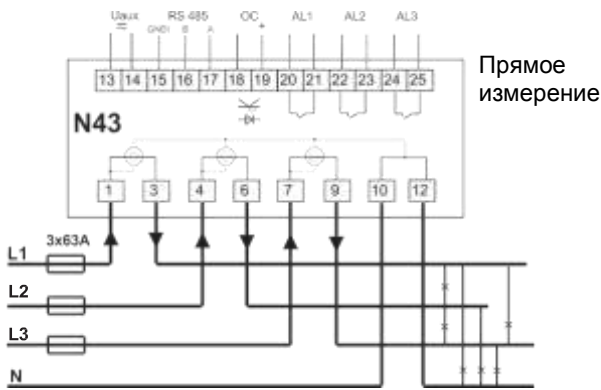 Uaux RS 485 OC AL1 AL2 AL3
= GND B A +
13 14 15 16 17 18 19 20 21 22 23 24 25
Прямое
измерение
N43
1 3 4 6 7 9 10 12
3x63A
L1
L2
L3
N